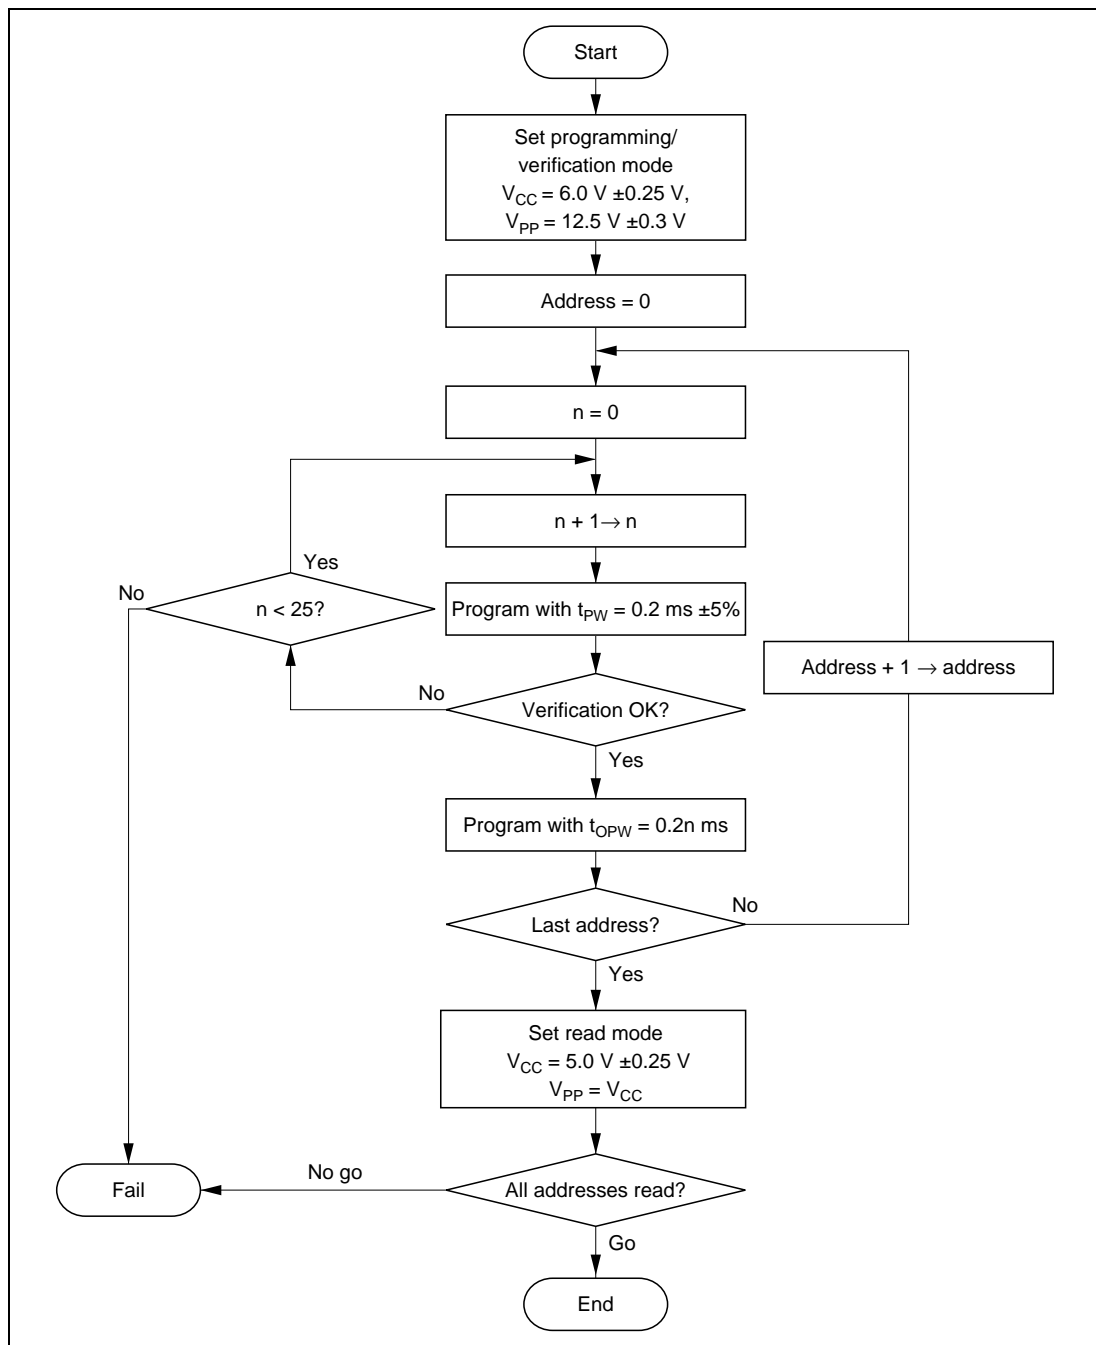 Start
Set programming/
verification mode
VCC = 6.0 V ±0.25 V,
VPP = 12.5 V ±0.3 V
Address = 0
n = 0
n + 1→ n
Yes
No
n < 25?
Program with tPW = 0.2 ms ±5%
Address + 1 → address
No
Verification OK?
Yes
Program with tOPW = 0.2n ms
Last address?
No
Yes
Set read mode
VCC = 5.0 V ±0.25 V
VPP = VCC
No go
Fail
All addresses read?
Go
End